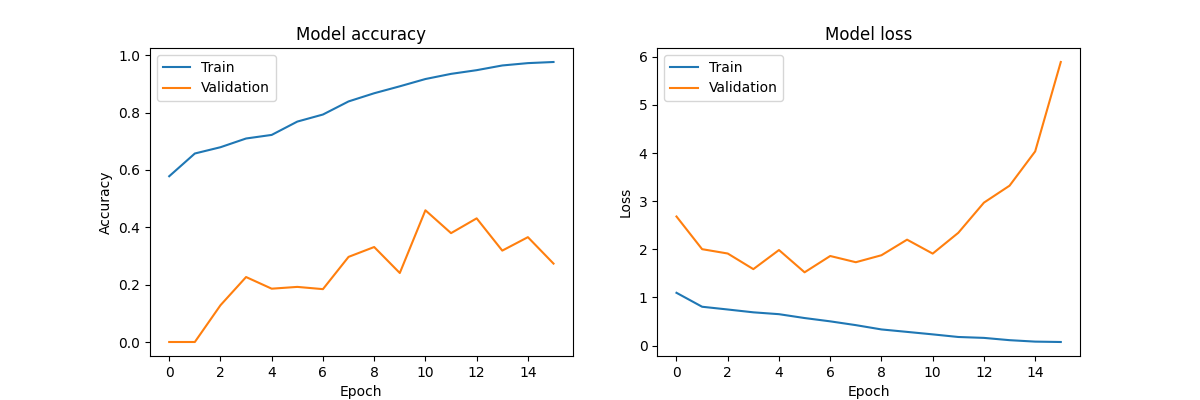 Model accuracy
Train
Validation
1.0
0.8
0.6
0.4
0.2
0.0
Accuracy
0 2 4 6 8 10 12 14
Epoch
Model loss
Train
Validation
6
5
4
3
2
1
0
Loss
0 2 4 6 8 10 12 14
Epoch